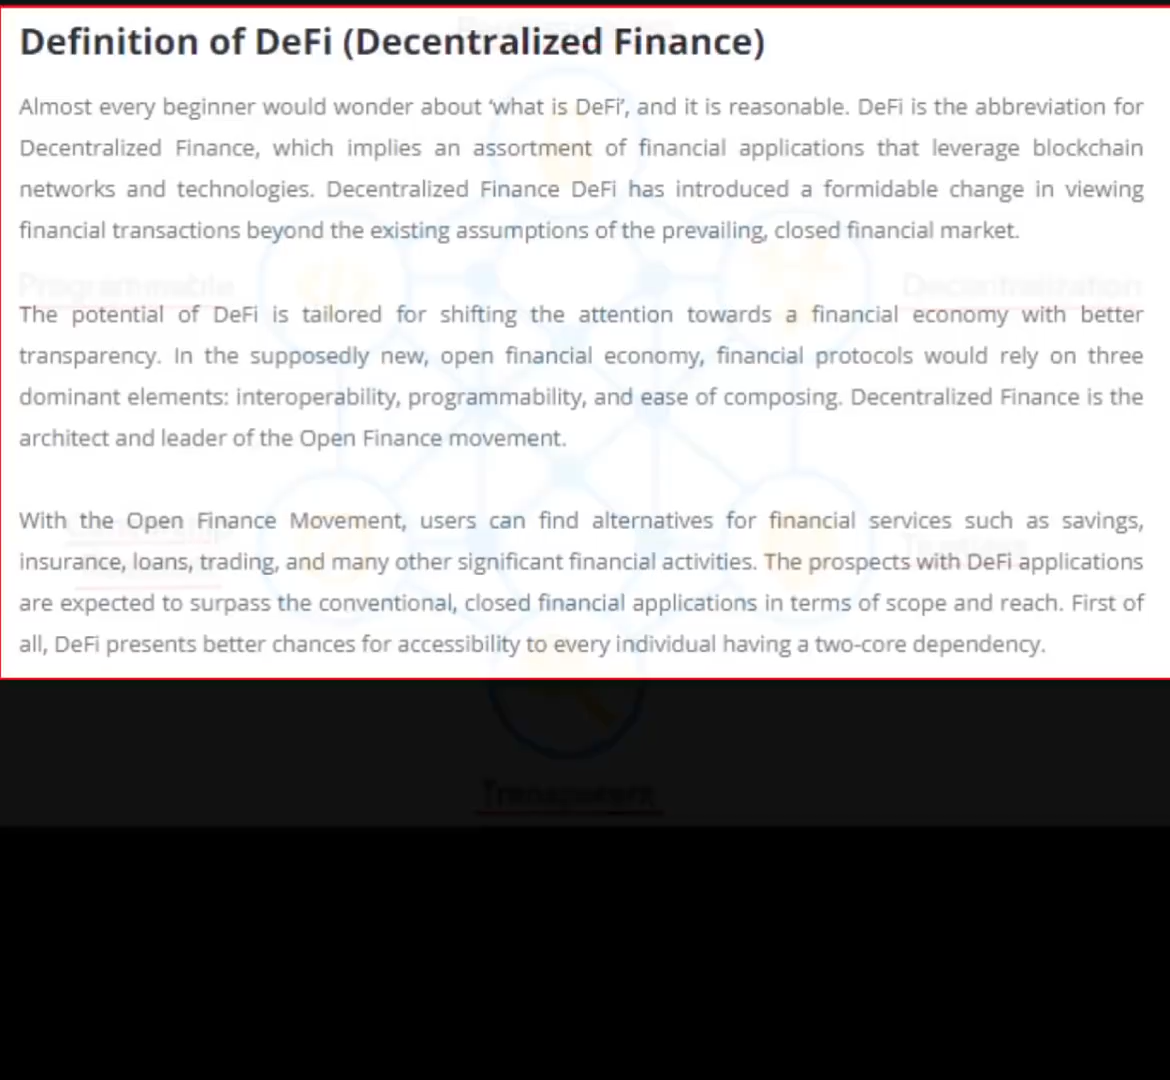 Definition of DeFi (Decentralized Finance)
Almost every beginner would wonder about ‘what is DeFi’, and it is reasonable. DeFi is the abbreviation for
Decentralized Finance, which implies an assortment of financial applications that leverage blockchain
networks and technologies. Decentralized Finance DeFi has introduced a formidable change in viewing
financial transactions beyond the existing assumptions of the prevailing, closed financial market.
Programmable
Decentralization
The potential of DeFi is tailored for shifting the attention towards a financial economy with better
transparency. In the supposedly new, open financial economy, financial protocols would rely on three
dominant elements: interoperability, programmability, and ease of composing. Decentralized Finance is the
architect and leader of the Open Finance movement.
With the Open Finance Movement, users can find alternatives for financial services such as savings,
insurance, loans, trading, and many other significant financial activities. The prospects with DeFi applications
are expected to surpass the conventional, closed financial applications in terms of scope and reach. First of
all, DeFi presents better chances for accessibility to every individual having a two-core dependency.
Transparent